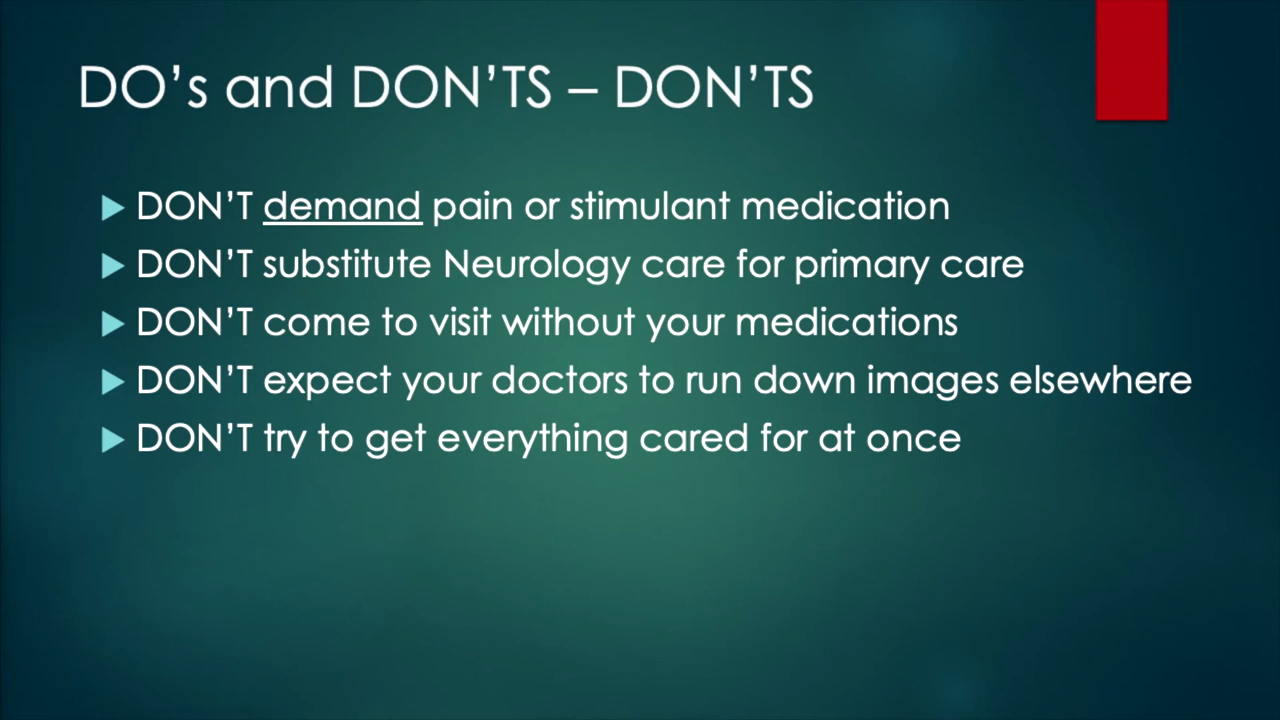 DO’s and DON’TS – DON’TS
DON’T demand pain or stimulant medication
DON’T substitute Neurology care for primary care
DON’T come to visit without your medications
DON’T expect your doctors to run down images elsewhere
DON’T try to get everything cared for at once